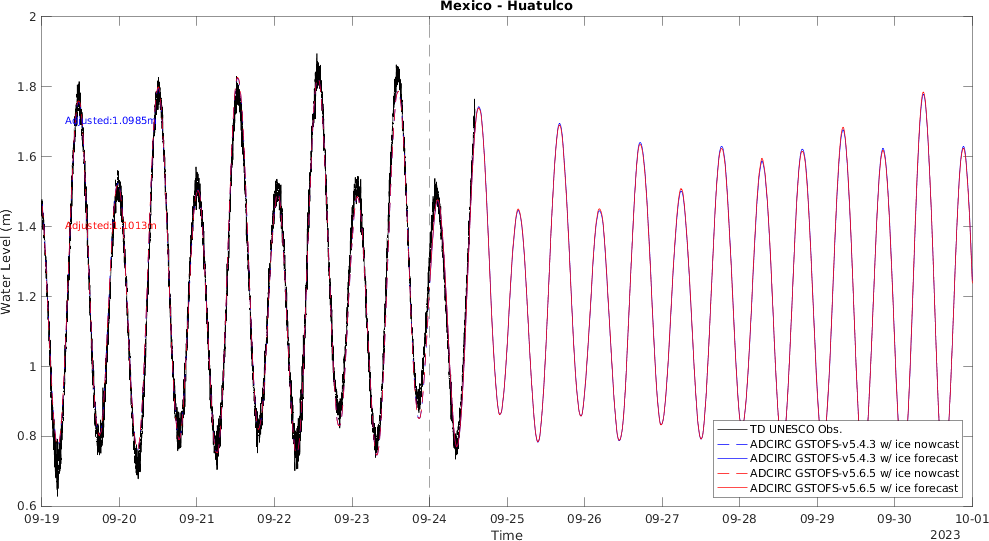 Mexico - Huatulco
2
1.8
1.6
1.4
1.2
1
0.8
0.6
Water Level (m)
Adjusted:1.0985m
Adjusted:1.1013m
TD UNESCO Obs.
ADCIRC GSTOFS-v5.4.3 w/ ice nowcast
ADCIRC GSTOFS-v5.4.3 w/ ice forecast
ADCIRC GSTOFS-v5.6.5 w/ ice nowcast
ADCIRC GSTOFS-v5.6.5 w/ ice forecast
09-19 09-20 09-21 09-22 09-23 09-24 09-25 09-26 09-27 09-28 09-29 09-30 10-01
Time
2023